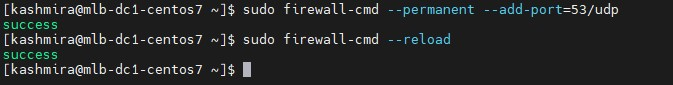 [kashmira@mlb-dc1-centos7 ~]$ sudo firewall-cmd --permanent --add-port=53/udp
success
[kashmira@mlb-dc1-centos7 ~]$ sudo firewall-cmd --reload
success
[kashmira@mlb-dc1-centos7 ~]$